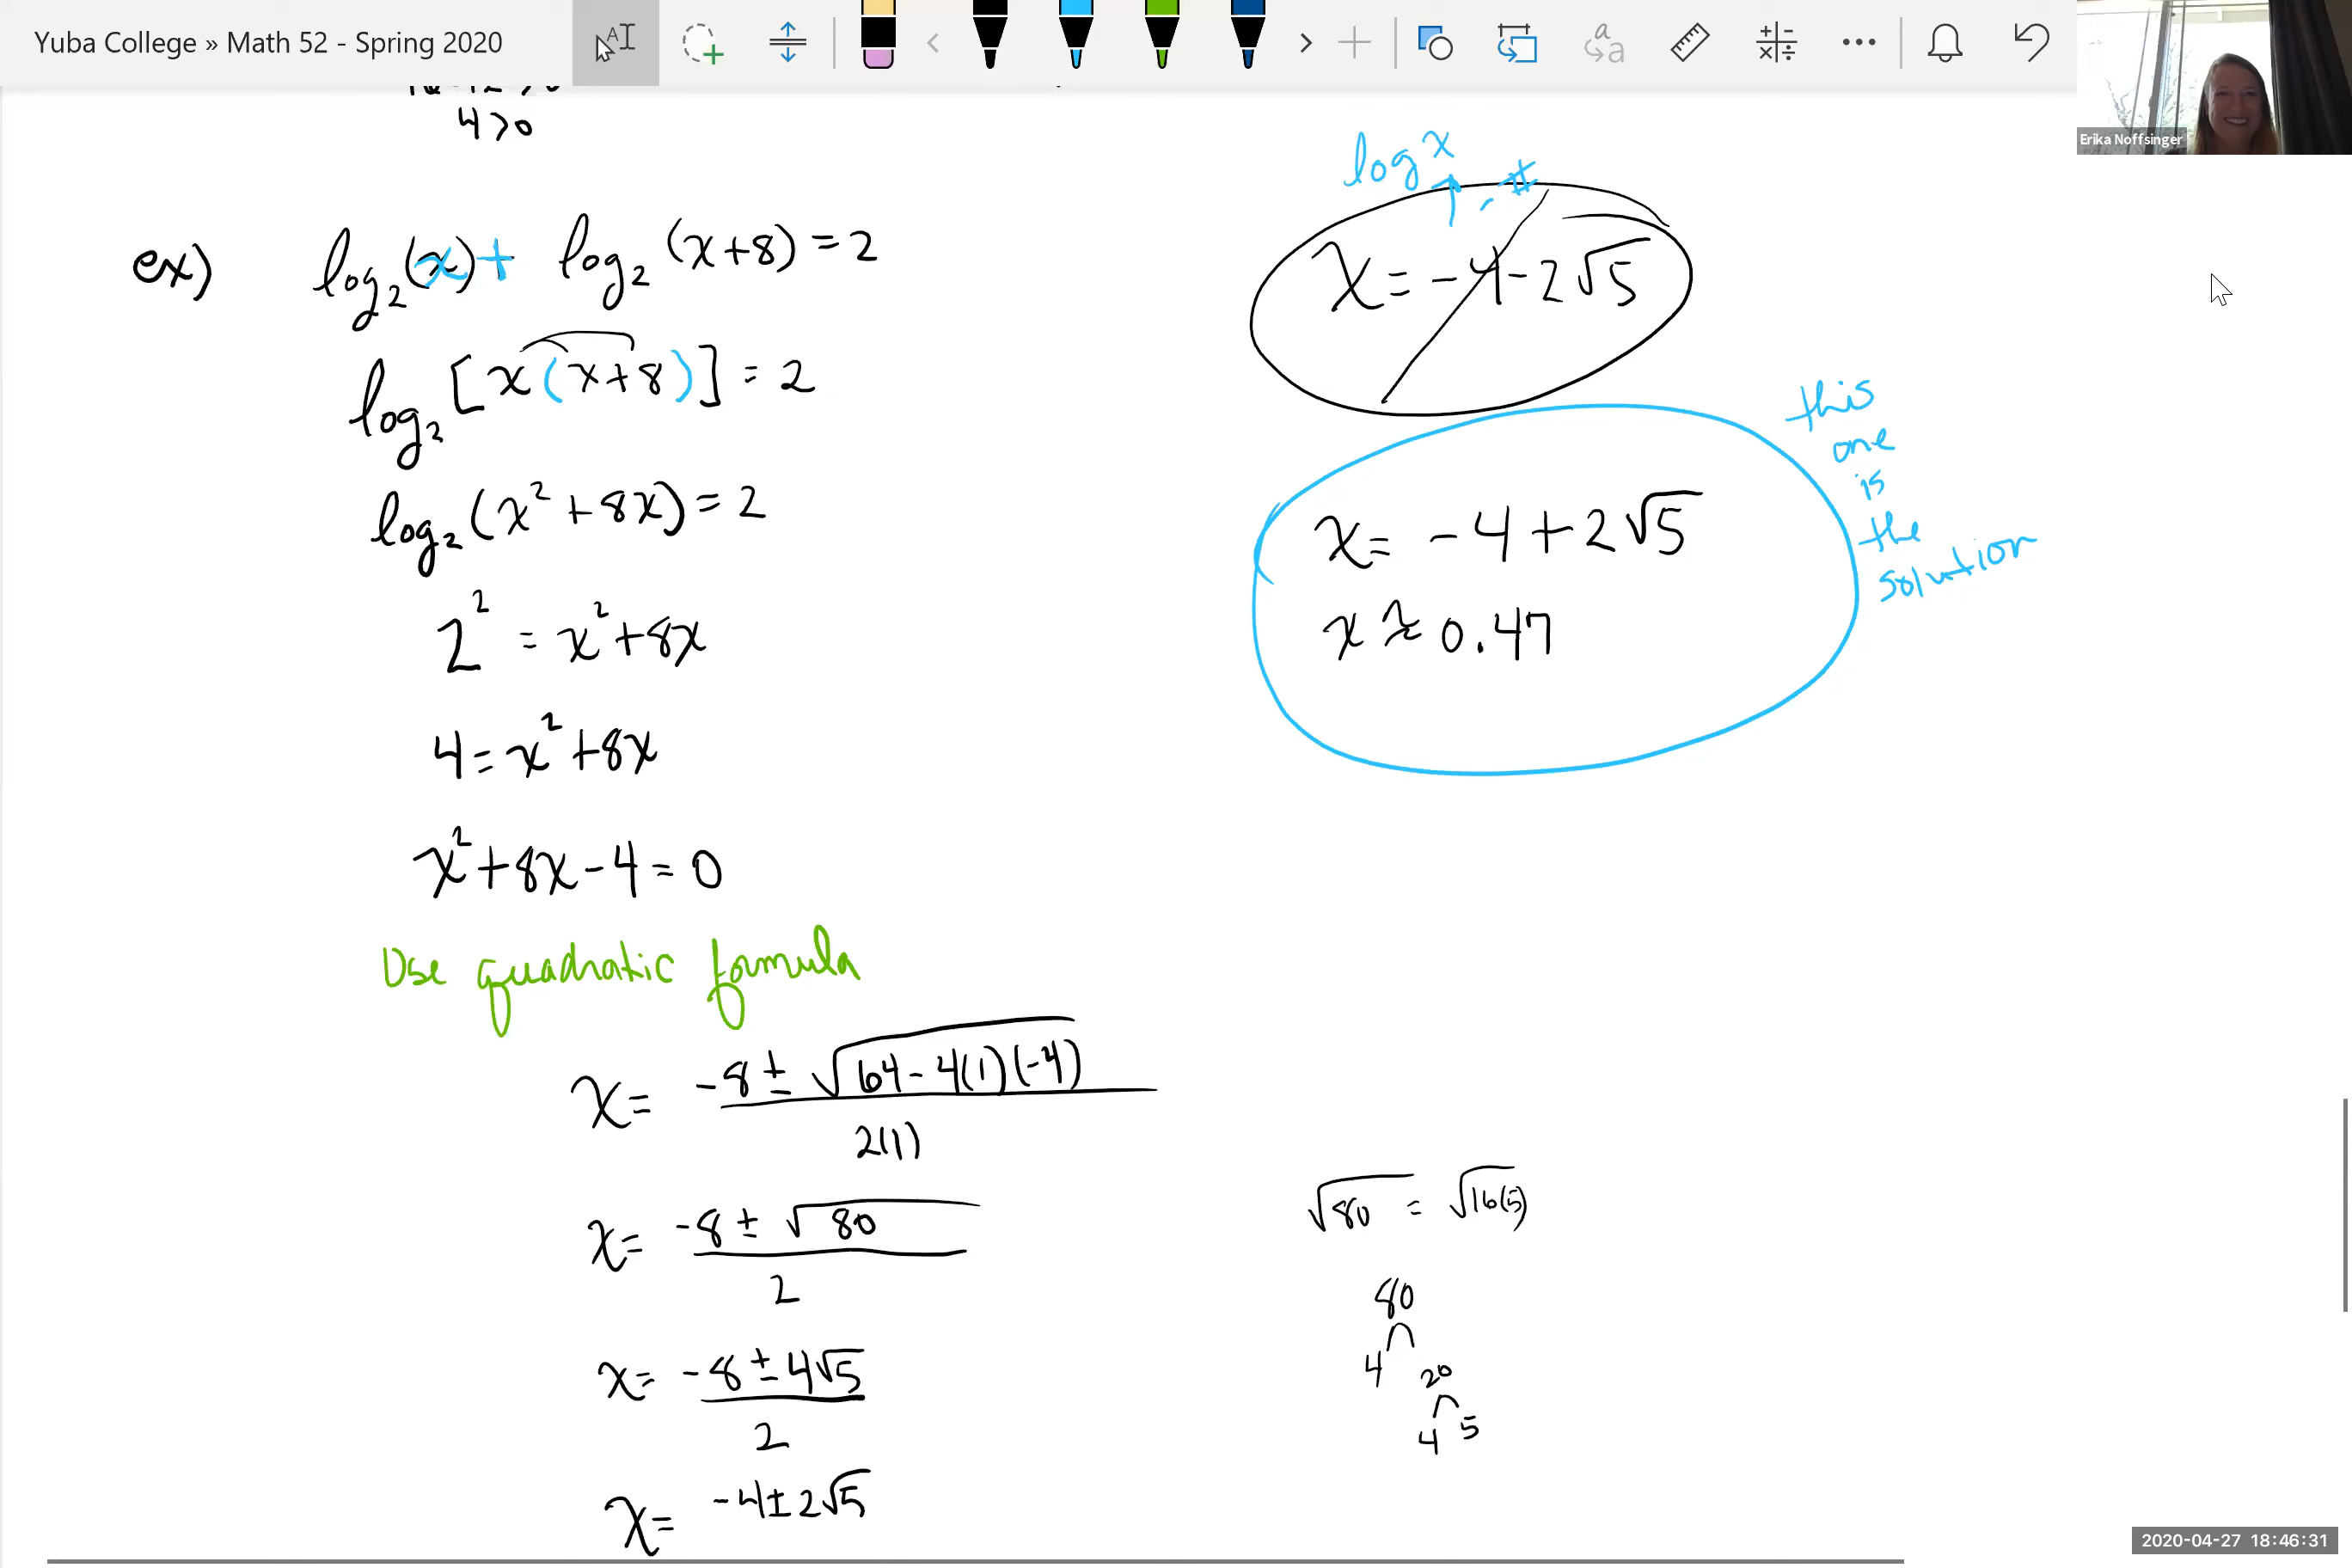 Yuba College » Math 52 - Spring 2020
Erika Noffsinger
4>0
ex) log₂(x)+ log₂(x+8)=2
log₂[x(x+8)]=2
log₂(x²+8x)=2
2² = x²+8x
4=x²+8x
x²+8x-4=0
Use quadratic formula
x= (-8±√(64-4(1)(-4)))/2(1)
x= (-8±√80)/2
x= (-8±4√5)/2
x= -4±2√5
log x
↑ -#
x=-4-2√5
x= -4+2√5
x≈0.47
this
one
is
the
solution
√80 = √16(5)
80
4 20
4 5
2020-04-27 18:46:31